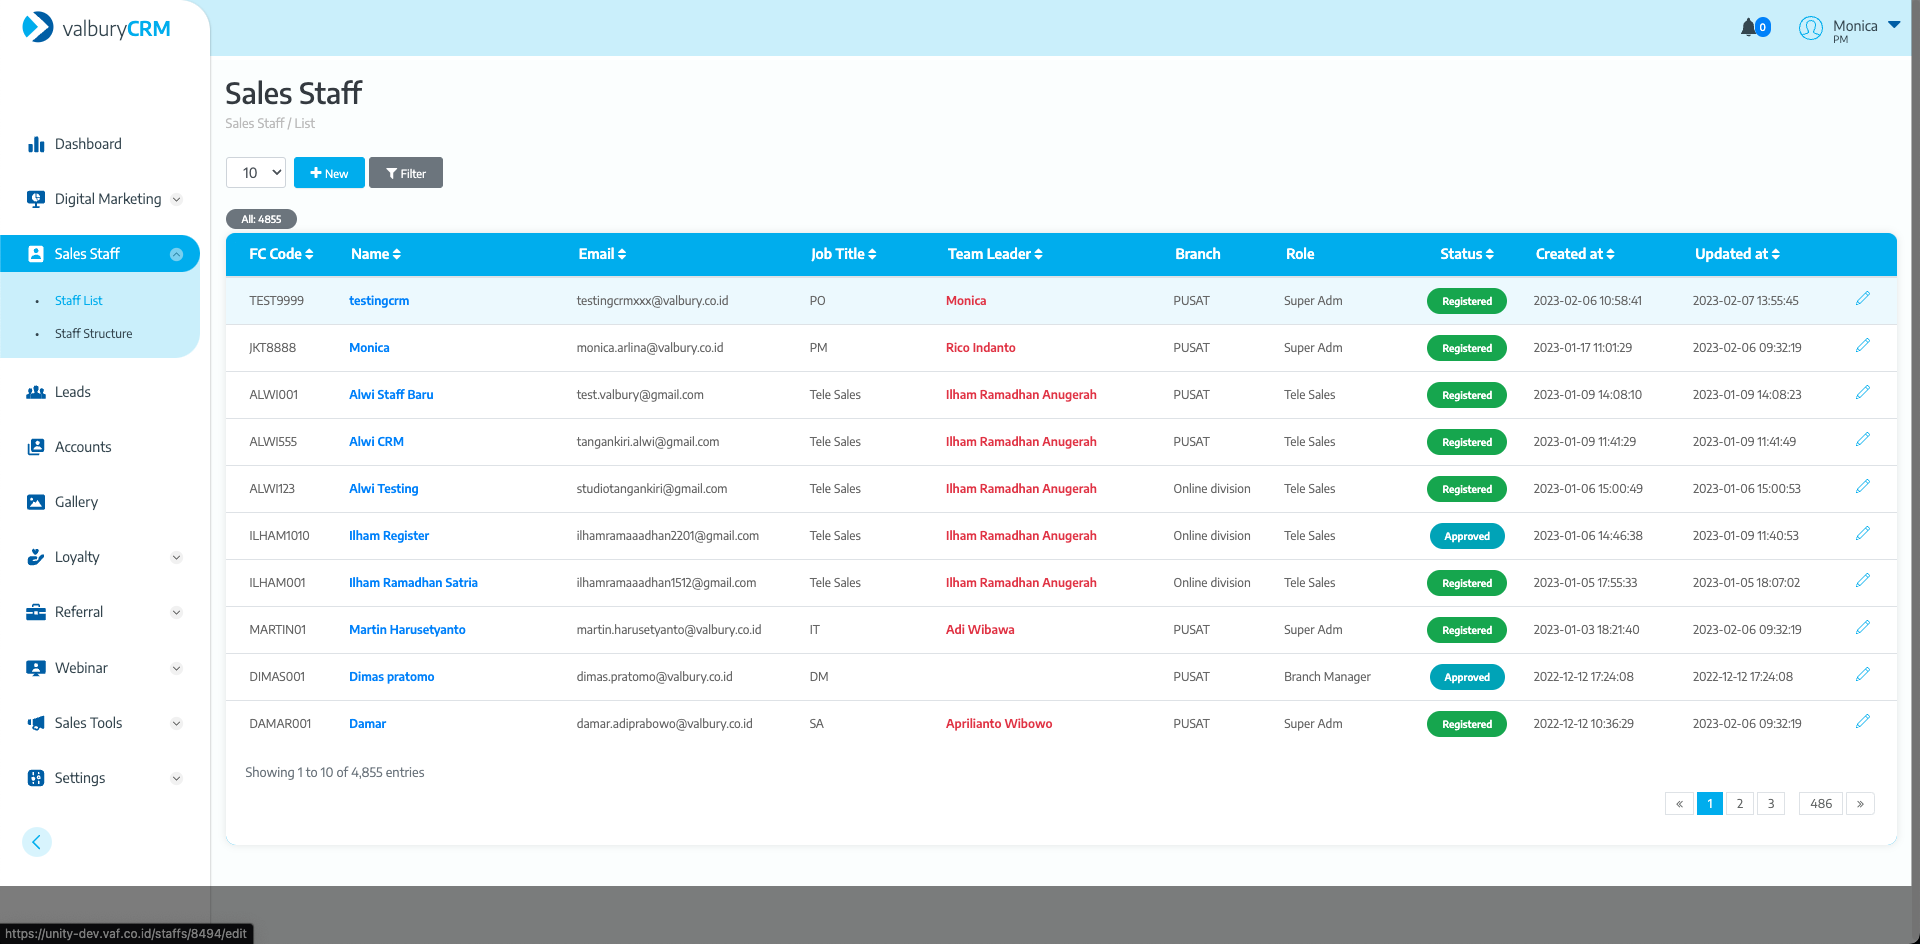 valburyCRM
0
Monica
PM
Dashboard
Digital Marketing
Sales Staff
Staff List
Staff Structure
Leads
Accounts
Gallery
Loyalty
Referral
Webinar
Sales Tools
Settings
Sales Staff
Sales Staff / List
10
New
Filter
All: 4855
FC Code Name Email Job Title Team Leader Branch Role Status Created at Updated at
TEST9999 testingcrm testingcrmxxx@valbury.co.id PO Monica PUSAT Super Adm Registered 2023-02-06 10:58:41 2023-02-07 13:55:45
JKT8888 Monica monica.arlina@valbury.co.id PM Rico Indanto PUSAT Super Adm Registered 2023-01-17 11:01:29 2023-02-06 09:32:19
ALWI001 Alwi Staff Baru test.valbury@gmail.com Tele Sales Ilham Ramadhan Anugerah PUSAT Tele Sales Registered 2023-01-09 14:08:10 2023-01-09 14:08:23
ALWI555 Alwi CRM tangankiri.alwi@gmail.com Tele Sales Ilham Ramadhan Anugerah PUSAT Tele Sales Registered 2023-01-09 11:41:29 2023-01-09 11:41:49
ALWI123 Alwi Testing studiotangankiri@gmail.com Tele Sales Ilham Ramadhan Anugerah Online division Tele Sales Registered 2023-01-06 15:00:49 2023-01-06 15:00:53
ILHAM1010 Ilham Register ilhamramaaadhan2201@gmail.com Tele Sales Ilham Ramadhan Anugerah Online division Tele Sales Approved 2023-01-06 14:46:38 2023-01-09 11:40:53
ILHAM001 Ilham Ramadhan Satria ilhamramaaadhan1512@gmail.com Tele Sales Ilham Ramadhan Anugerah Online division Tele Sales Registered 2023-01-05 17:55:33 2023-01-05 18:07:02
MARTIN01 Martin Harusetyanto martin.harusetyanto@valbury.co.id IT Adi Wibawa PUSAT Super Adm Registered 2023-01-03 18:21:40 2023-02-06 09:32:19
DIMAS001 Dimas pratomo dimas.pratomo@valbury.co.id DM PUSAT Branch Manager Approved 2022-12-12 17:24:08 2022-12-12 17:24:08
DAMAR001 Damar damar.adiprabowo@valbury.co.id SA Aprilianto Wibowo PUSAT Super Adm Registered 2022-12-12 10:36:29 2023-02-06 09:32:19
Showing 1 to 10 of 4,855 entries
« 1 2 3 486 »
https://unity-dev.vaf.co.id/staffs/8494/edit